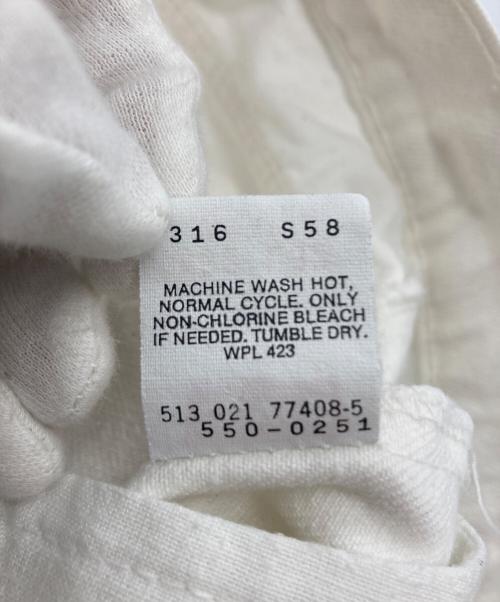 316 S58
MACHINE WASH HOT,
NORMAL CYCLE. ONLY
NON-CHLORINE BLEACH
IF NEEDED. TUMBLE DRY.
WPL 423
513 021 77408-5
550-0251